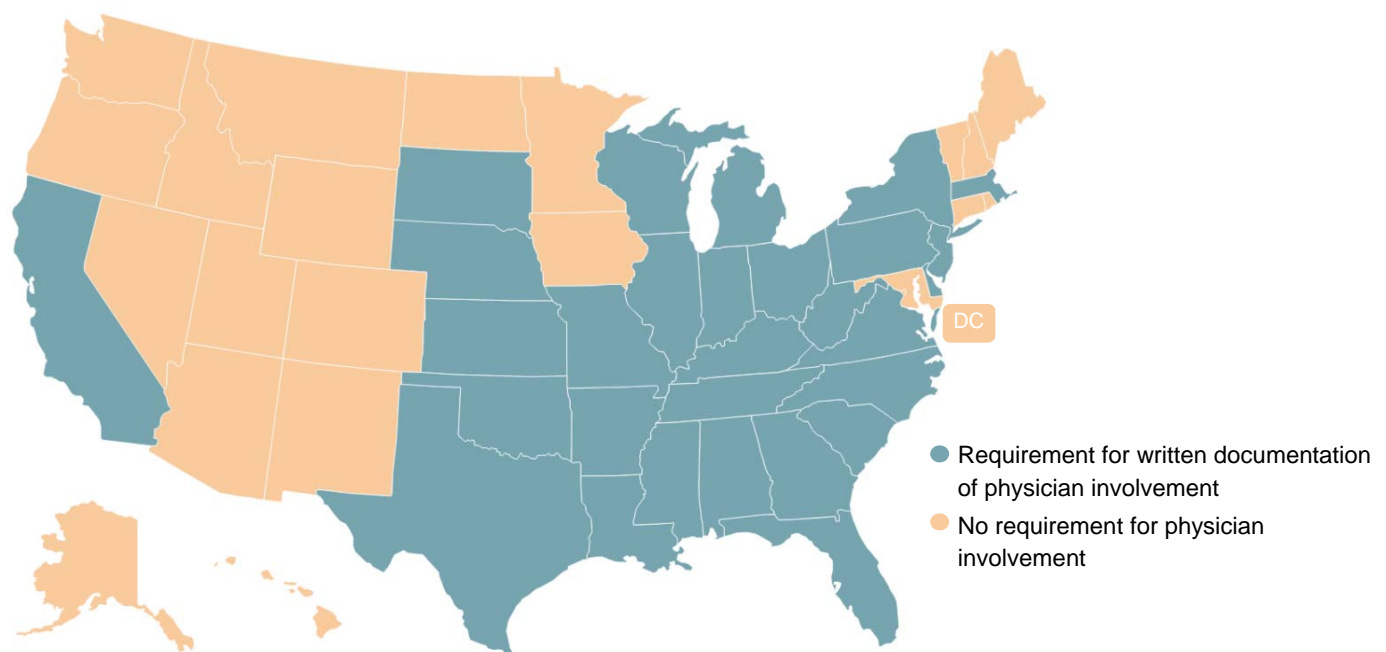 DC
Requirement for written documentation
of physician involvement
No requirement for physician
involvement